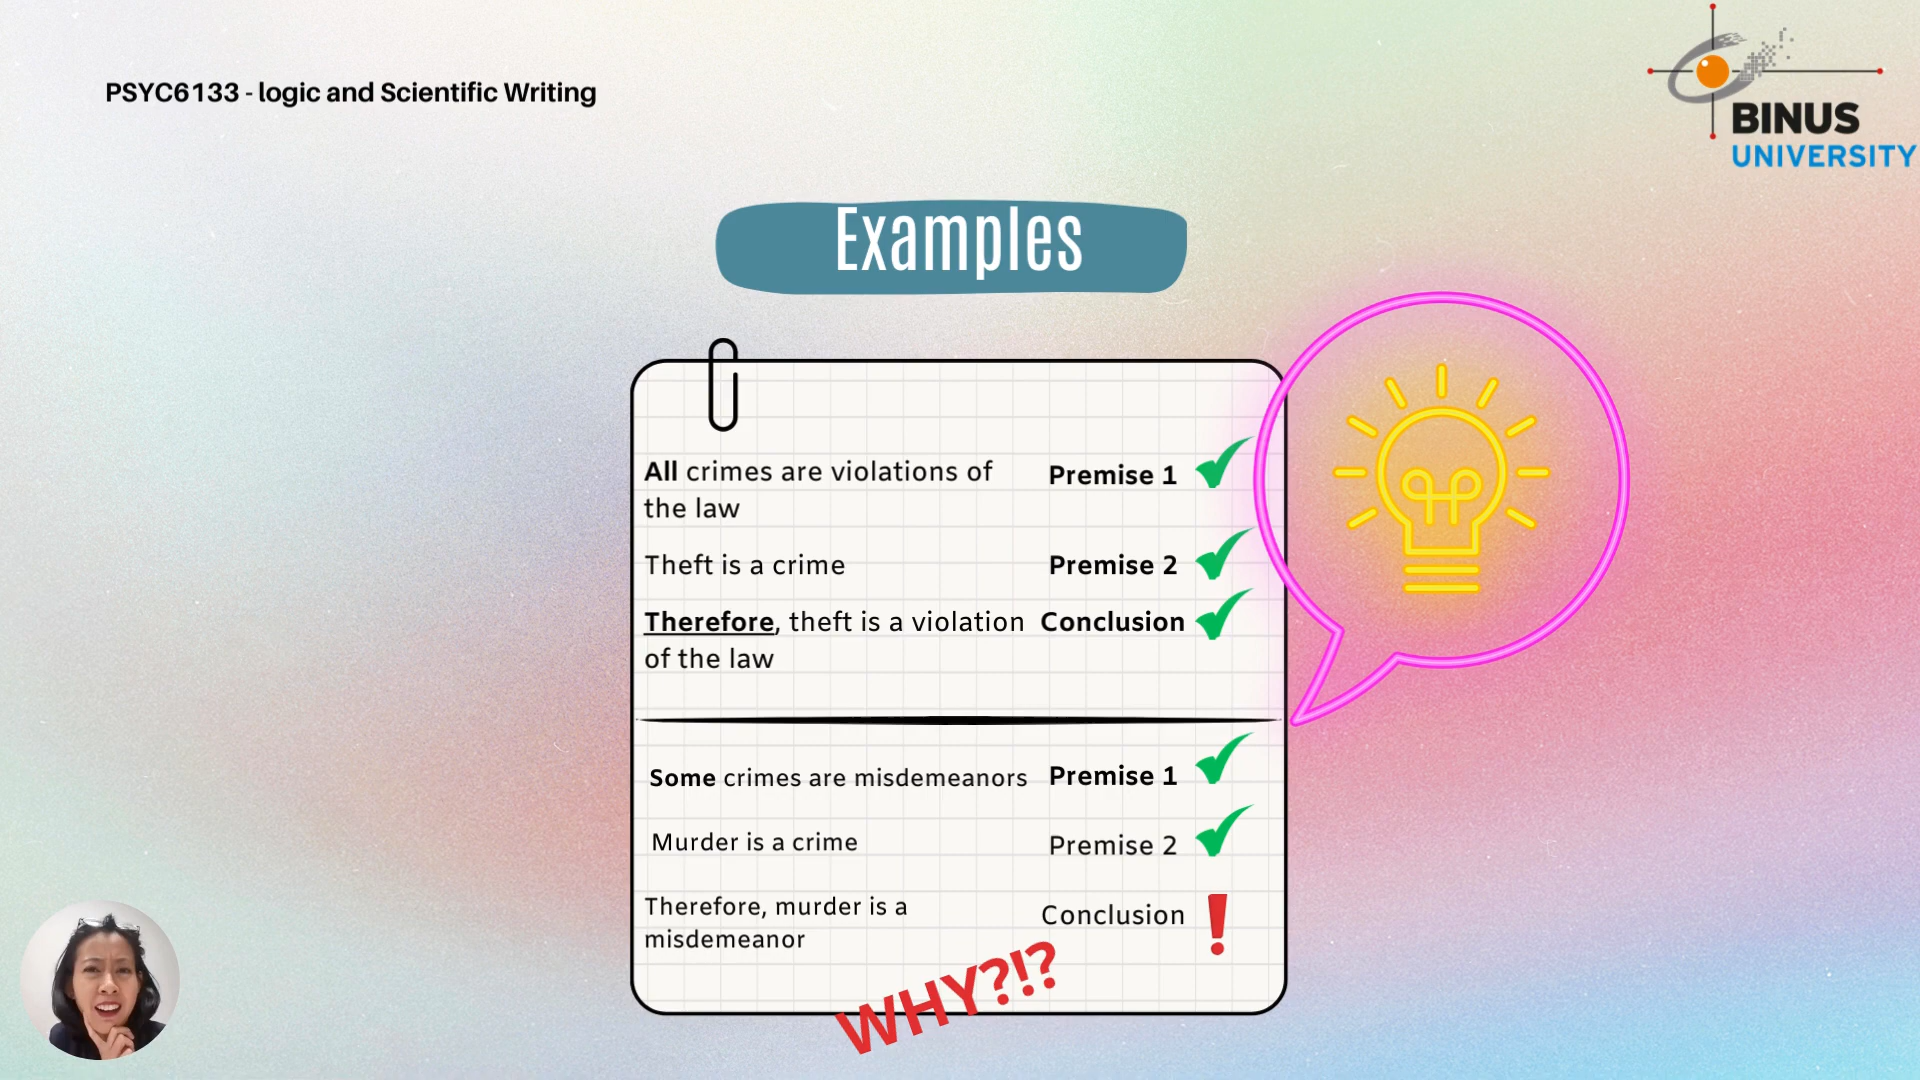 PSYC6133 - logic and Scientific Writing
BINUS
UNIVERSITY
Examples
All crimes are violations of
the law
Premise 1
Theft is a crime
Premise 2
Therefore, theft is a violation
of the law
Conclusion
Some crimes are misdemeanors
Premise 1
Murder is a crime
Premise 2
Therefore, murder is a
misdemeanor
Conclusion
WHY?!?